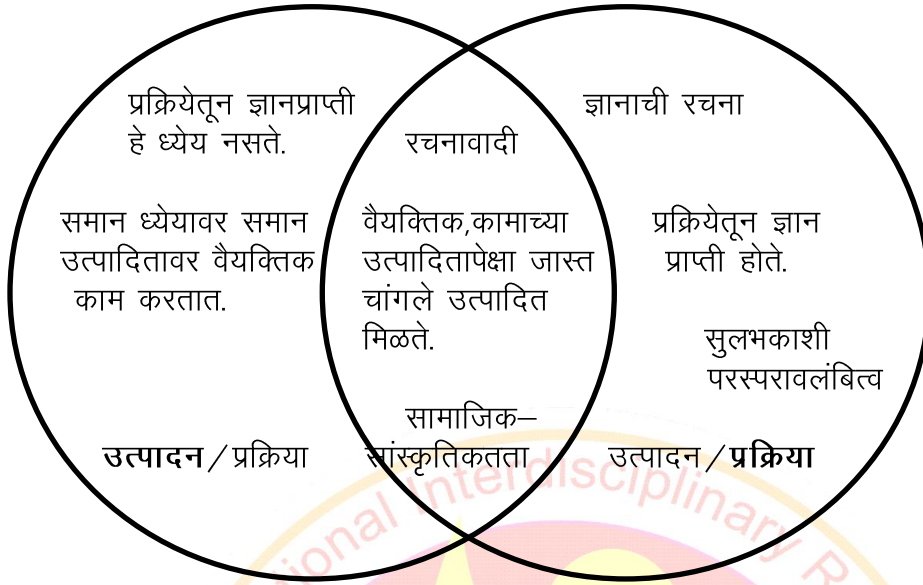 प्रक्रियेतून ज्ञानप्राप्ती
हे ध्येय नसते.
समान ध्येयावर समान
उत्पादितावर वैयक्तिक
काम करतात.
उत्पादन / प्रक्रिया
रचनावादी
वैयक्तिक,कामाच्या
उत्पादितापेक्षा जास्त
चांगले उत्पादित
मिळते.
सामाजिक–
सांस्कृतिकतता
ज्ञानाची रचना
प्रक्रियेतून ज्ञान
प्राप्ती होते.
सुलभकाशी
परस्परावलंबित्व
उत्पादन / प्रक्रिया
Interdisciplinary